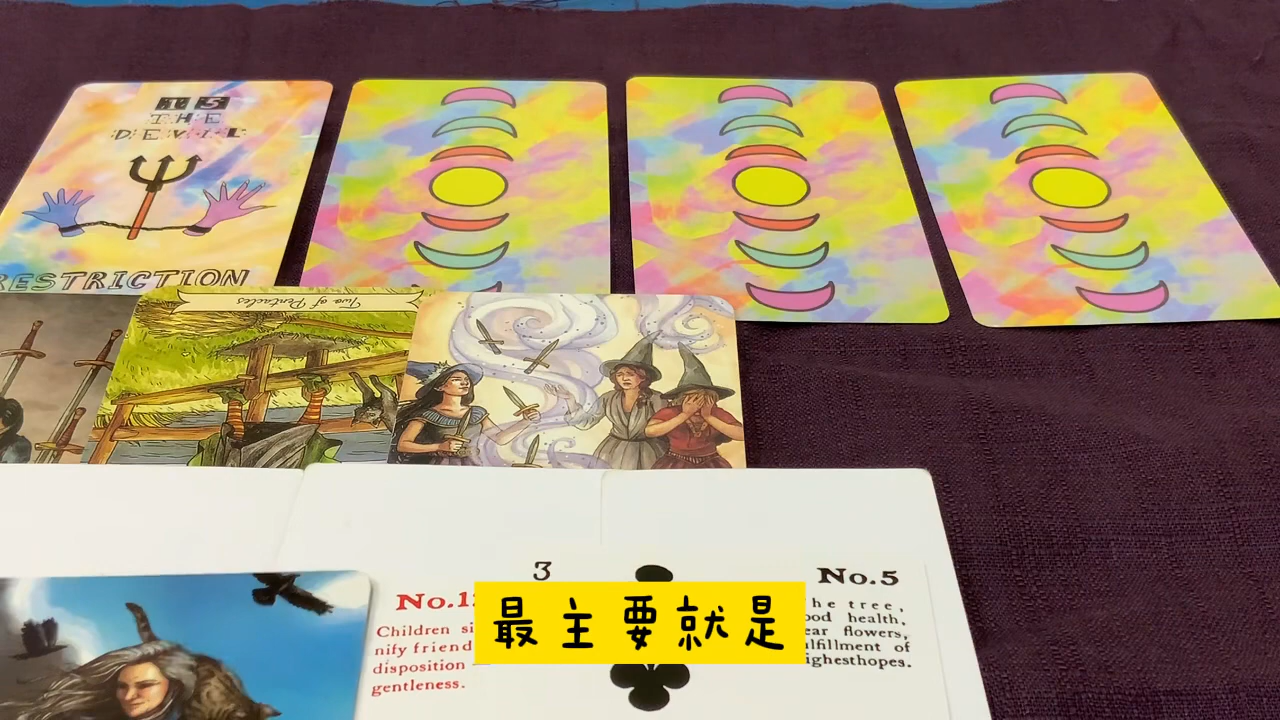 15
THE
DEVIL
RESTRICTION
Two of Pentacles
3
No.5
No.1
he tree,
Children si
ood health,
nify friend
ear flowers,
disposition
lfillment of
gentleness.
ighesthopes.
最主要就是